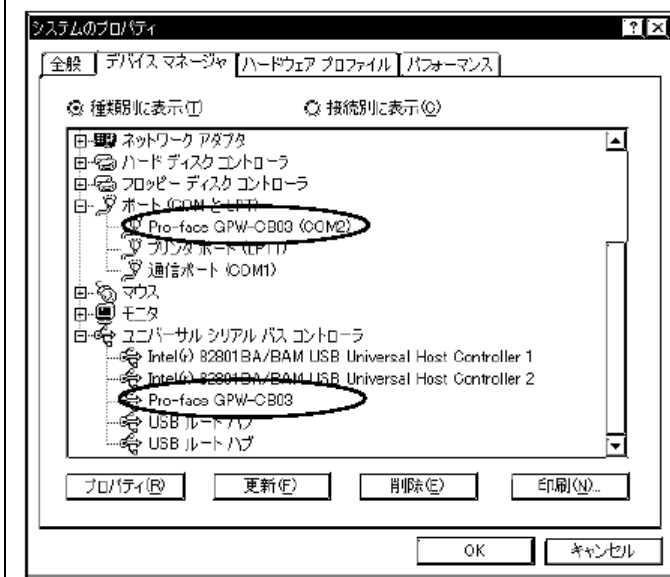 システムのプロパティ
全般 デバイス マネージャ ハードウェア プロファイル パフォーマンス
種類別に表示(T) 接続別に表示(C)
ネットワーク アダプタ
ハード ディスク コントローラ
フロッピー ディスク コントローラ
ポート (COM と LPT)
Pro-face GPW-CB03 (COM2)
プリンタ ポート (LPT1)
通信ポート (COM1)
マウス
モニタ
ユニバーサル シリアル バス コントローラ
Intel(r) 82801BA/BAM USB Universal Host Controller 1
Intel(r) 82801BA/BAM USB Universal Host Controller 2
Pro-face GPW-CB03
USB ルート ハブ
USB ルート ハブ
プロパティ(R) 更新(F) 削除(E) 印刷(N)...
OK キャンセル